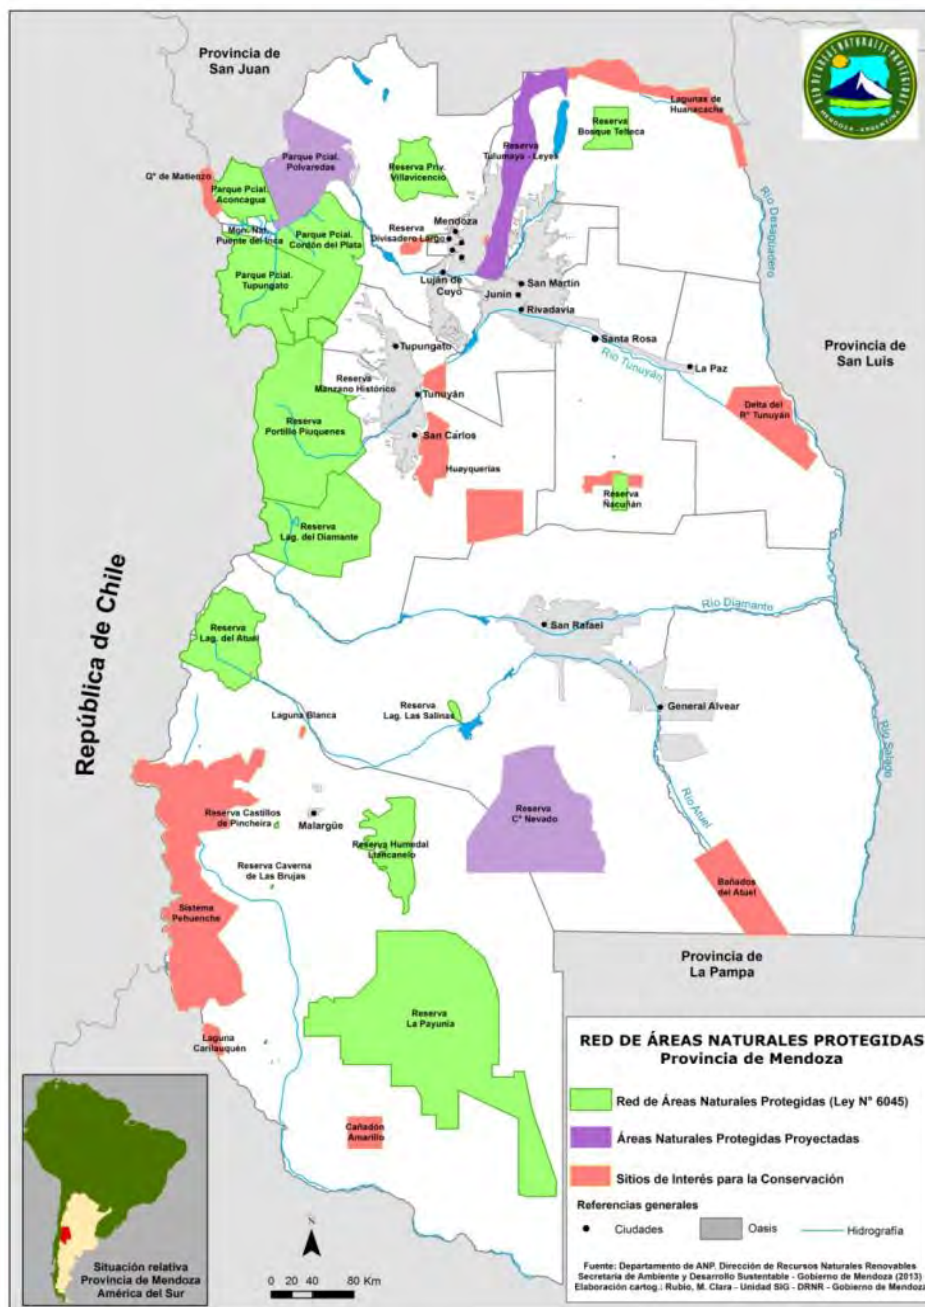 Provincia de
San Juan
RED DE ÁREAS NATURALES PROTEGIDAS
MENDOZA - ARGENTINA
Lagunas de
Huanacache
Reserva
Bosque Telteca
Reserva
Tulumaya - Leyes
Parque Pcial.
Polvaredas
Reserva Priv.
Villavicencio
Qº de Matienzo
Parque Pcial.
Aconcagua
Mon. Nat.
Puente del Inca
Parque Pcial.
Cordón del Plata
Reserva
Divisadero Largo
Mendoza
Parque Pcial.
Tupungato
Luján de
Cuyo
San Martín
Junín
Rivadavia
Río Desaguadero
Tupungato
Santa Rosa
Río Tunuyán
La Paz
Provincia de
San Luis
Reserva
Manzano Histórico
Tunuyán
Delta del
Rº Tunuyán
Reserva
Portillo Piuquenes
San Carlos
Huayquerías
Reserva
Ñacuñán
Reserva
Lag. del Diamante
República de Chile
Río Diamante
Reserva
Lag. del Atuel
San Rafael
Reserva
Lag. Las Salinas
General Alvear
Laguna Blanca
Río Salado
Río Atuel
Reserva Castillos
de Pincheira
Malargüe
Reserva
Cº Nevado
Reserva Humedal
Llancanelo
Reserva Caverna
de Las Brujas
Bañados
del Atuel
Sistema
Pehuenche
Provincia de
La Pampa
Reserva
La Payunia
Laguna
Carilauquén
Cañadón
Amarillo
RED DE ÁREAS NATURALES PROTEGIDAS
Provincia de Mendoza
Red de Áreas Naturales Protegidas (Ley N° 6045)
Áreas Naturales Protegidas Proyectadas
Sitios de Interés para la Conservación
Referencias generales
Ciudades
Oasis
Hidrografía
Fuente: Departamento de ANP. Dirección de Recursos Naturales Renovables
Secretaría de Ambiente y Desarrollo Sustentable - Gobierno de Mendoza (2013)
Elaboración cartog.: Rubio, M. Clara - Unidad SIG - DRNR - Gobierno de Mendoza
Situación relativa
Provincia de Mendoza
América del Sur
N
0 20 40 80 Km